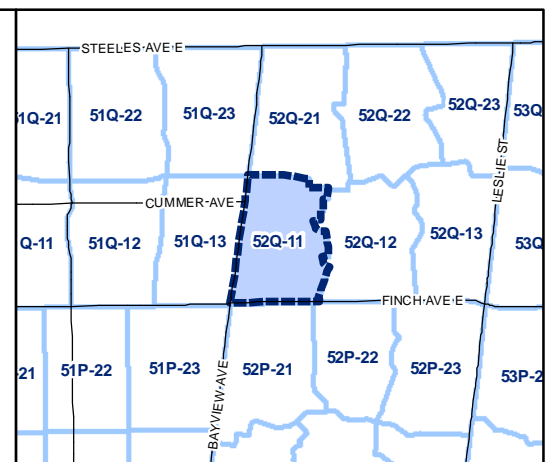 STEELES AVE E
1Q-21 51Q-22 51Q-23 52Q-21 52Q-22 52Q-23 53Q
LESLIE ST
CUMMER AVE
Q-11 51Q-12 51Q-13 52Q-11 52Q-12 52Q-13 53Q
FINCH AVE E
-21 51P-22 51P-23 52P-21 52P-22 52P-23 53P-2
BAYVIEW AVE